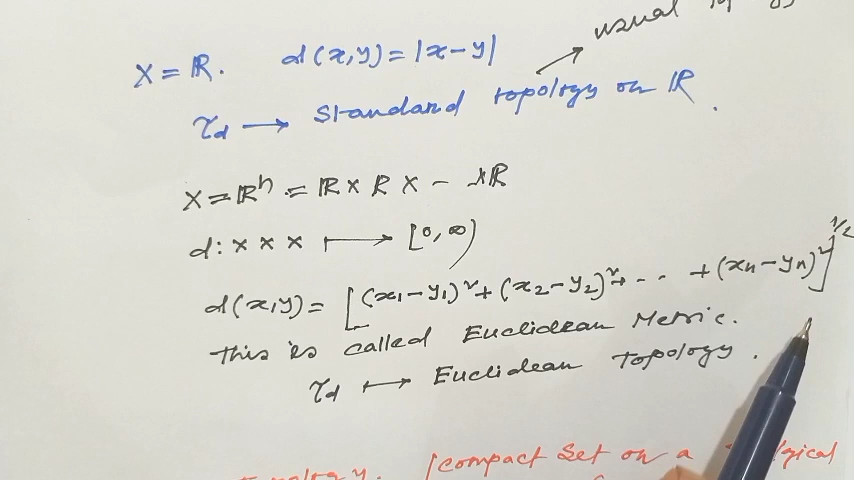 usual
X = ℝ. d(x,y) = |x-y|
τd → Standard topology on ℝ.
X = ℝⁿ = ℝ × ℝ × - × ℝ
d: X × X ↦ [0, ∞)
d(x,y) = [(x₁-y₁)² + (x₂-y₂)² + -- + (xn-yn)²]^1/2
This is called Euclidean Metric.
τd ↦ Euclidean Topology.
[compact Set on a